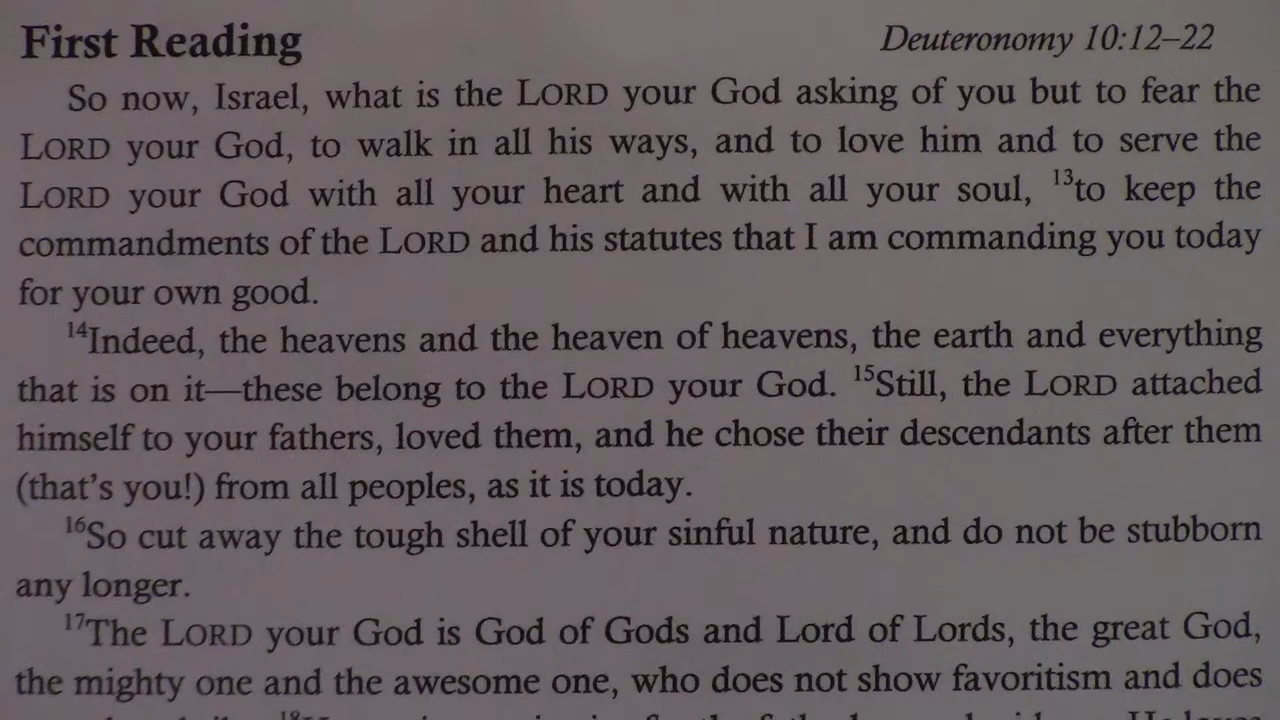 First Reading Deuteronomy 10:12–22
So now, Israel, what is the LORD your God asking of you but to fear the
LORD your God, to walk in all his ways, and to love him and to serve the
LORD your God with all your heart and with all your soul, ¹³to keep the
commandments of the LORD and his statutes that I am commanding you today
for your own good.
¹⁴Indeed, the heavens and the heaven of heavens, the earth and everything
that is on it—these belong to the LORD your God. ¹⁵Still, the LORD attached
himself to your fathers, loved them, and he chose their descendants after them
(that's you!) from all peoples, as it is today.
¹⁶So cut away the tough shell of your sinful nature, and do not be stubborn
any longer.
¹⁷The LORD your God is God of Gods and Lord of Lords, the great God,
the mighty one and the awesome one, who does not show favoritism and does